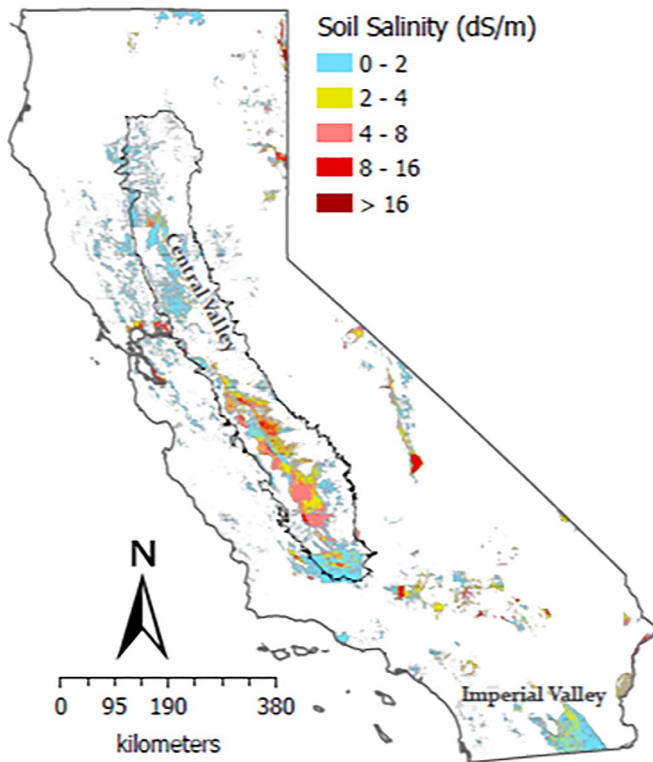 Soil Salinity (dS/m)
0 - 2
2 - 4
4 - 8
8 - 16
> 16
Central Valley
N
0 95 190 380
kilometers
Imperial Valley